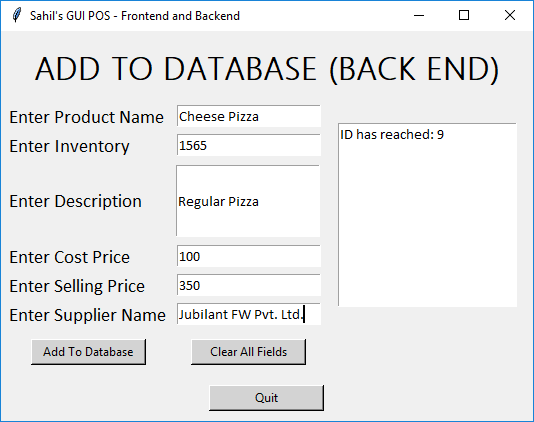 Sahil's GUI POS - Frontend and Backend
ADD TO DATABASE (BACK END)
Enter Product Name Cheese Pizza
ID has reached: 9
Enter Inventory 1565
Enter Description Regular Pizza
Enter Cost Price 100
Enter Selling Price 350
Enter Supplier Name Jubilant FW Pvt. Ltd.
Add To Database Clear All Fields
Quit